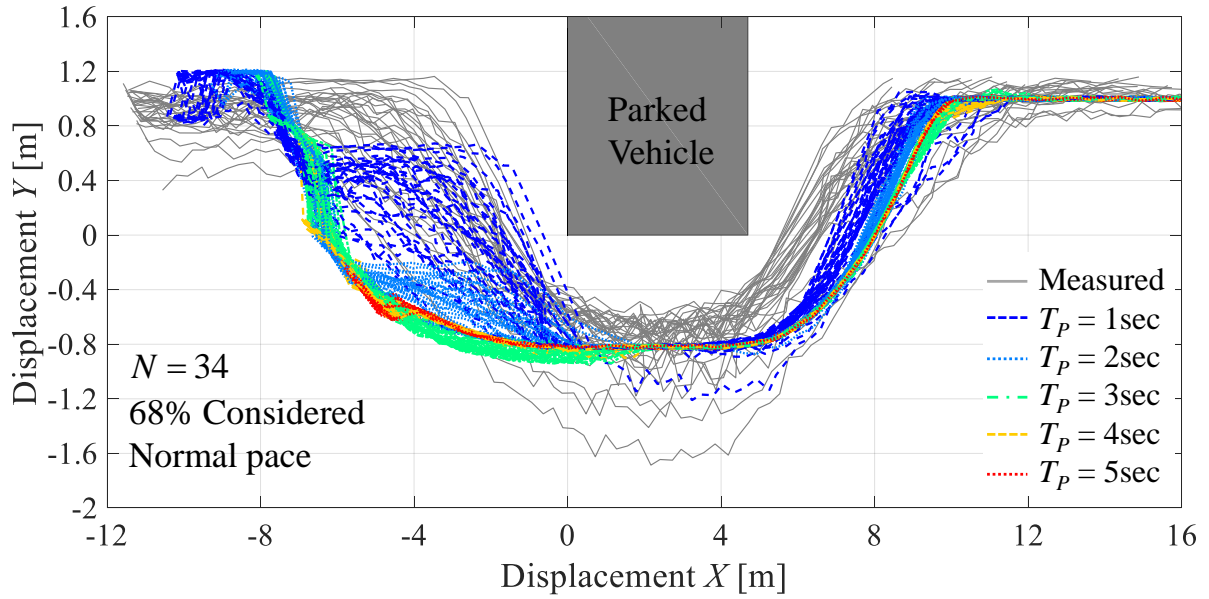 1.6
1.2
0.8
0.4
0
-0.4
-0.8
-1.2
-1.6
-2
Displacement Y [m]
Parked
Vehicle
N = 34
68% Considered
Normal pace
Measured
T_P = 1sec
T_P = 2sec
T_P = 3sec
T_P = 4sec
T_P = 5sec
-12 -8 -4 0 4 8 12 16
Displacement X [m]